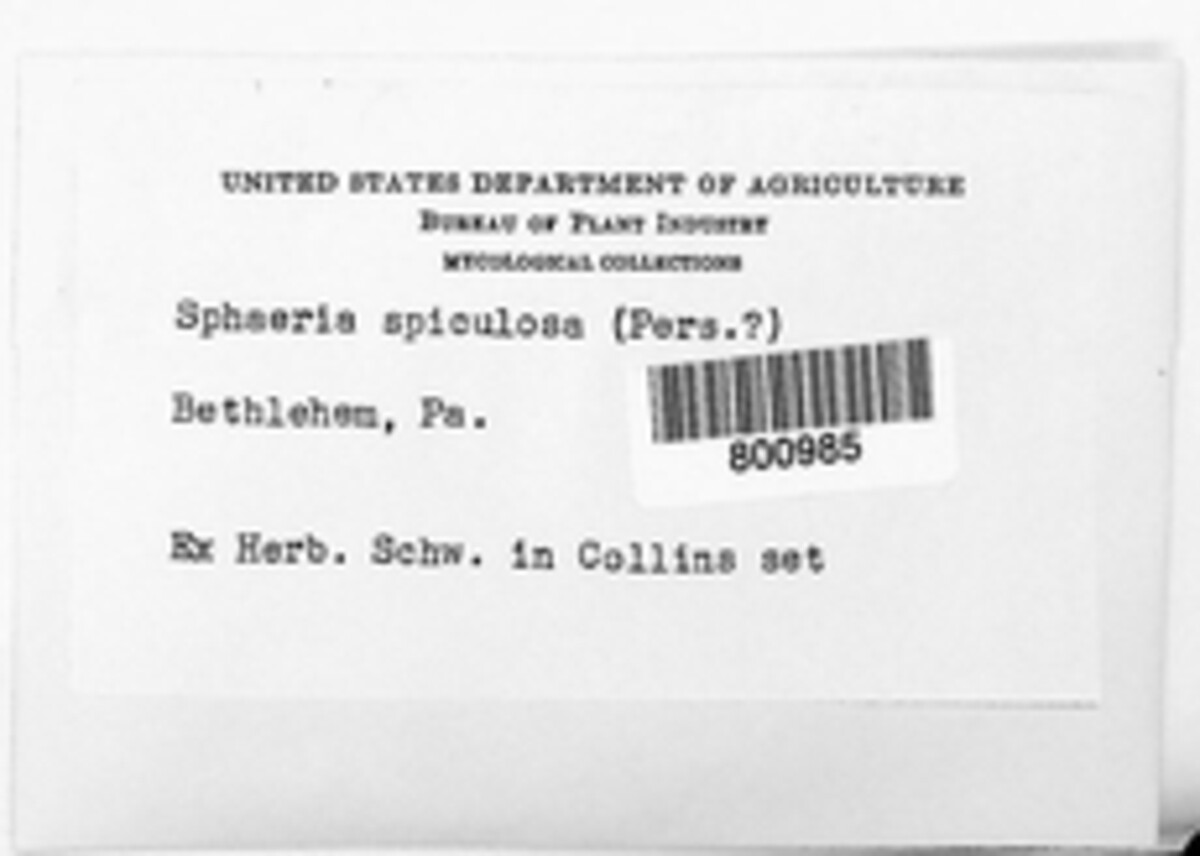 UNITED STATES DEPARTMENT OF AGRICULTURE
BUREAU OF PLANT INDUSTRY
MYCOLOGICAL COLLECTIONS
Sphaeria spiculosa (Pers.?)
Bethlehem, Pa.
800985
Ex Herb. Schw. in Collins set